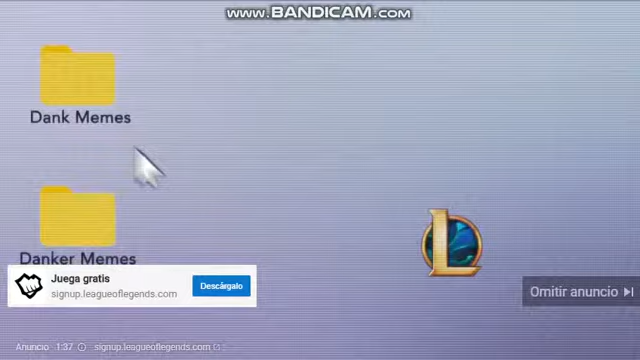 www.BANDICAM.com
Dank Memes
Danker Memes
Juega gratis
signup.leagueoflegends.com
Descárgalo
Omitir anuncio
Anuncio · 1:37
signup.leagueoflegends.com